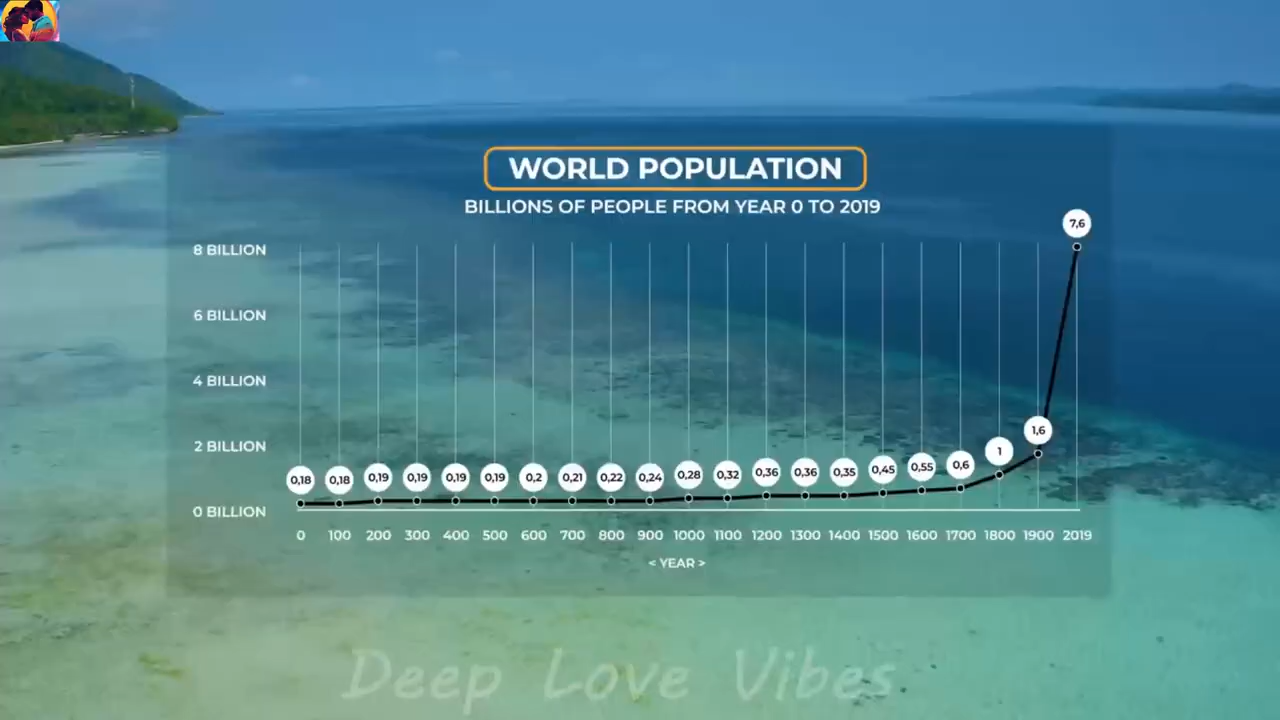 WORLD POPULATION
BILLIONS OF PEOPLE FROM YEAR 0 TO 2019
8 BILLION
6 BILLION
4 BILLION
2 BILLION
0 BILLION
0,18 0,18 0,19 0,19 0,19 0,19 0,2 0,21 0,22 0,24 0,28 0,32 0,36 0,36 0,35 0,45 0,55 0,6 1 1,6 7,6
0 100 200 300 400 500 600 700 800 900 1000 1100 1200 1300 1400 1500 1600 1700 1800 1900 2019
< YEAR >
Deep Love Vibes